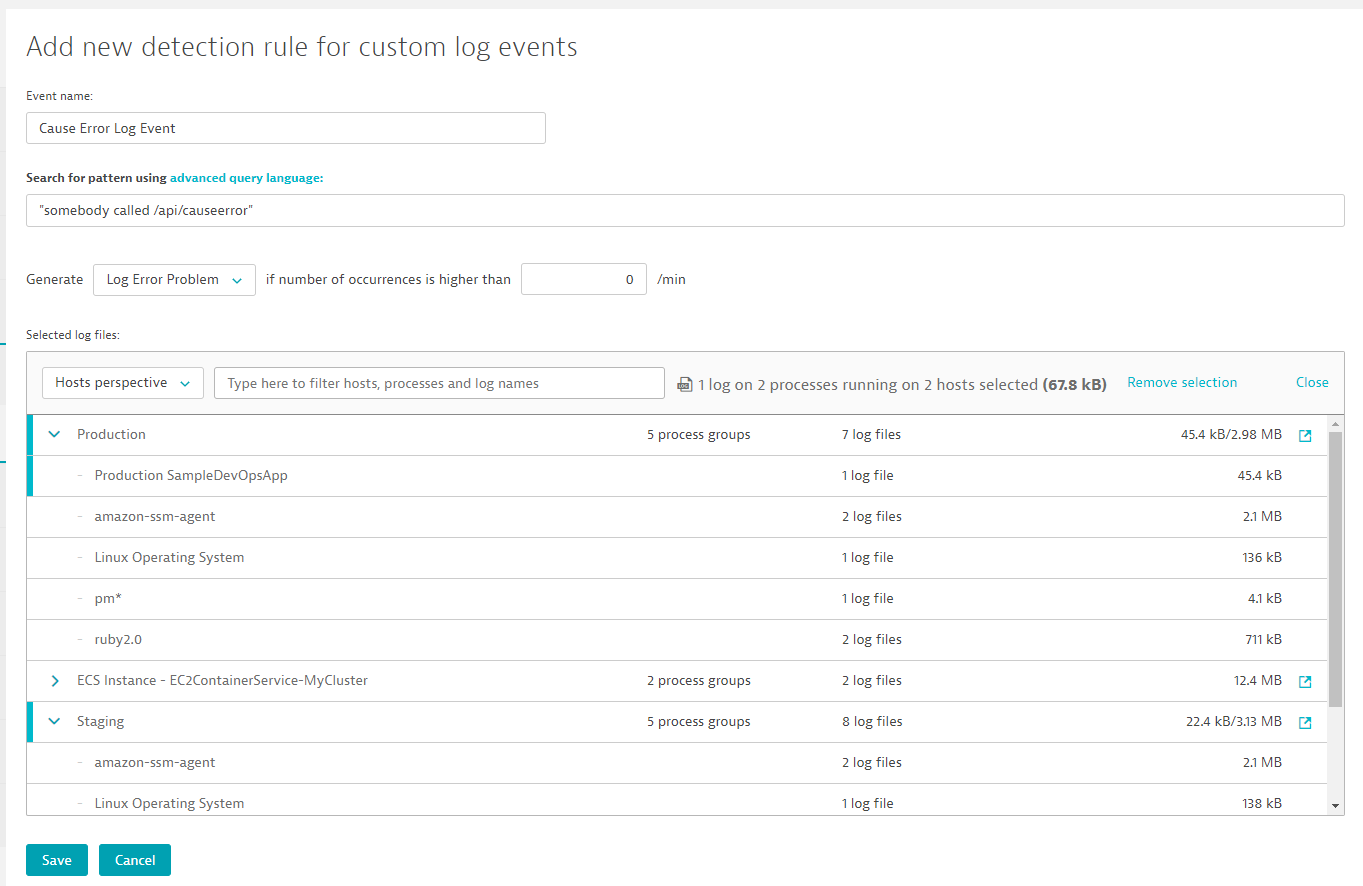 Add new detection rule for custom log events
Event name:
Cause Error Log Event
Search for pattern using advanced query language:
"somebody called /api/causeerror"
Generate Log Error Problem if number of occurrences is higher than 0 /min
Selected log files:
Hosts perspective Type here to filter hosts, processes and log names 1 log on 2 processes running on 2 hosts selected (67.8 kB) Remove selection Close
Production 5 process groups 7 log files 45.4 kB/2.98 MB
- Production SampleDevOpsApp 1 log file 45.4 kB
- amazon-ssm-agent 2 log files 2.1 MB
- Linux Operating System 1 log file 136 kB
- pm* 1 log file 4.1 kB
- ruby2.0 2 log files 711 kB
ECS Instance - EC2ContainerService-MyCluster 2 process groups 2 log files 12.4 MB
Staging 5 process groups 8 log files 22.4 kB/3.13 MB
- amazon-ssm-agent 2 log files 2.1 MB
- Linux Operating System 1 log file 138 kB
Save Cancel